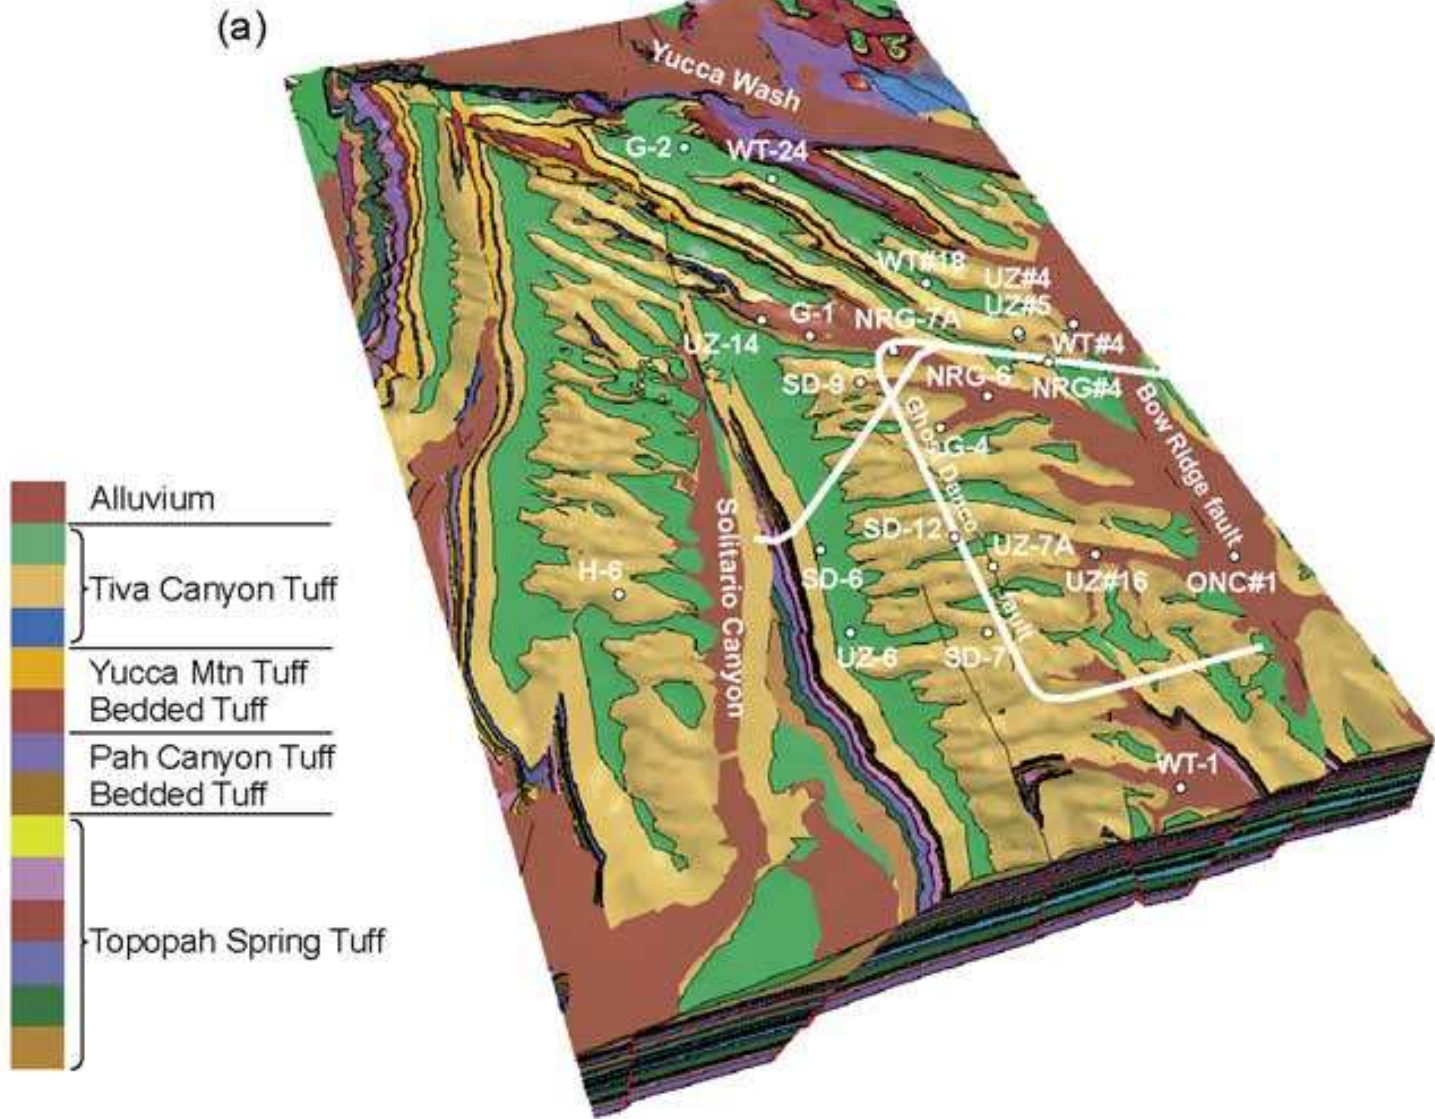 (a)
Yucca Wash
G-2
WT-24
WT#18
UZ#4
UZ#5
G-1
NRG-7A
UZ-14
WT#4
SD-9
NRG-6
NRG#4
Ghost Dance
fault
G-4
Bow Ridge fault
Solitario Canyon
SD-12
UZ-7A
H-6
SD-6
UZ#16
ONC#1
UZ-6
SD-7
WT-1
Alluvium
Tiva Canyon Tuff
Yucca Mtn Tuff
Bedded Tuff
Pah Canyon Tuff
Bedded Tuff
Topopah Spring Tuff